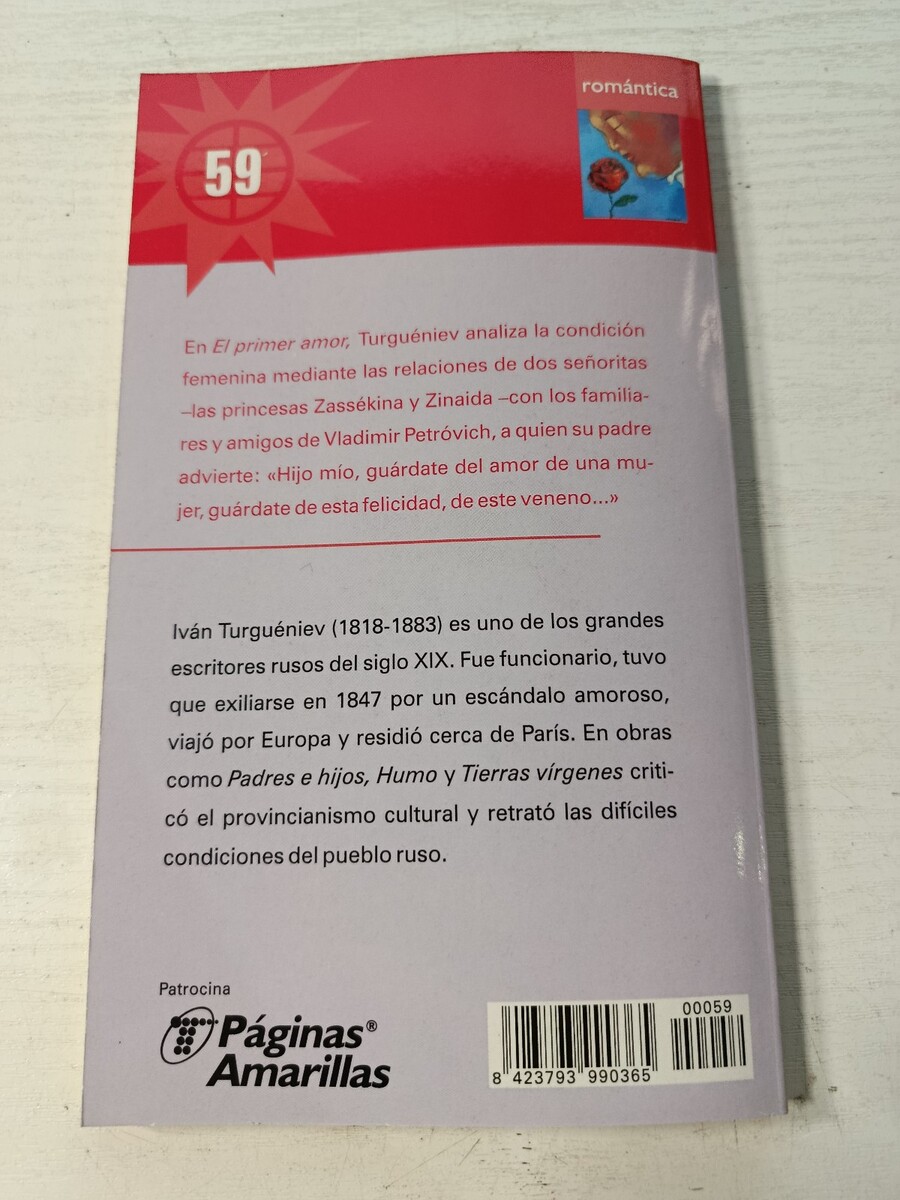 romántica
59
En El primer amor, Turguéniev analiza la condición
femenina mediante las relaciones de dos señoritas
–las princesas Zassékina y Zinaida –con los familia-
res y amigos de Vladimir Petróvich, a quien su padre
advierte: «Hijo mío, guárdate del amor de una mu-
jer, guárdate de esta felicidad, de este veneno...»
Iván Turguéniev (1818-1883) es uno de los grandes
escritores rusos del siglo XIX. Fue funcionario, tuvo
que exiliarse en 1847 por un escándalo amoroso,
viajó por Europa y residió cerca de París. En obras
como Padres e hijos, Humo y Tierras vírgenes criti-
có el provincianismo cultural y retrató las difíciles
condiciones del pueblo ruso.
Patrocina
Páginas®
Amarillas
00059
8 423793 990365